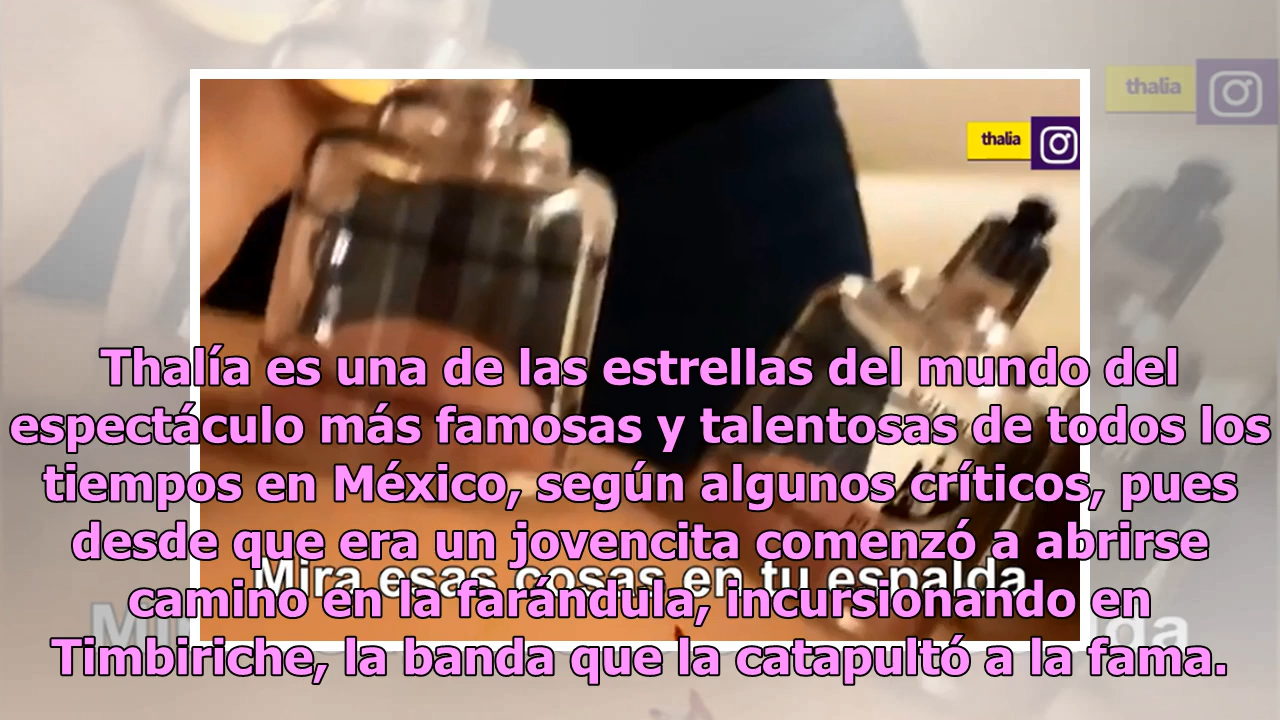 thalia
thalia
Thalía es una de las estrellas del mundo del
espectáculo más famosas y talentosas de todos los
tiempos en México, según algunos críticos, pues
desde que era un jovencita comenzó a abrirse
Mira esas cosas en tu espalda
camino en la farándula, incursionando en
Timbiriche, la banda que la catapultó a la fama.